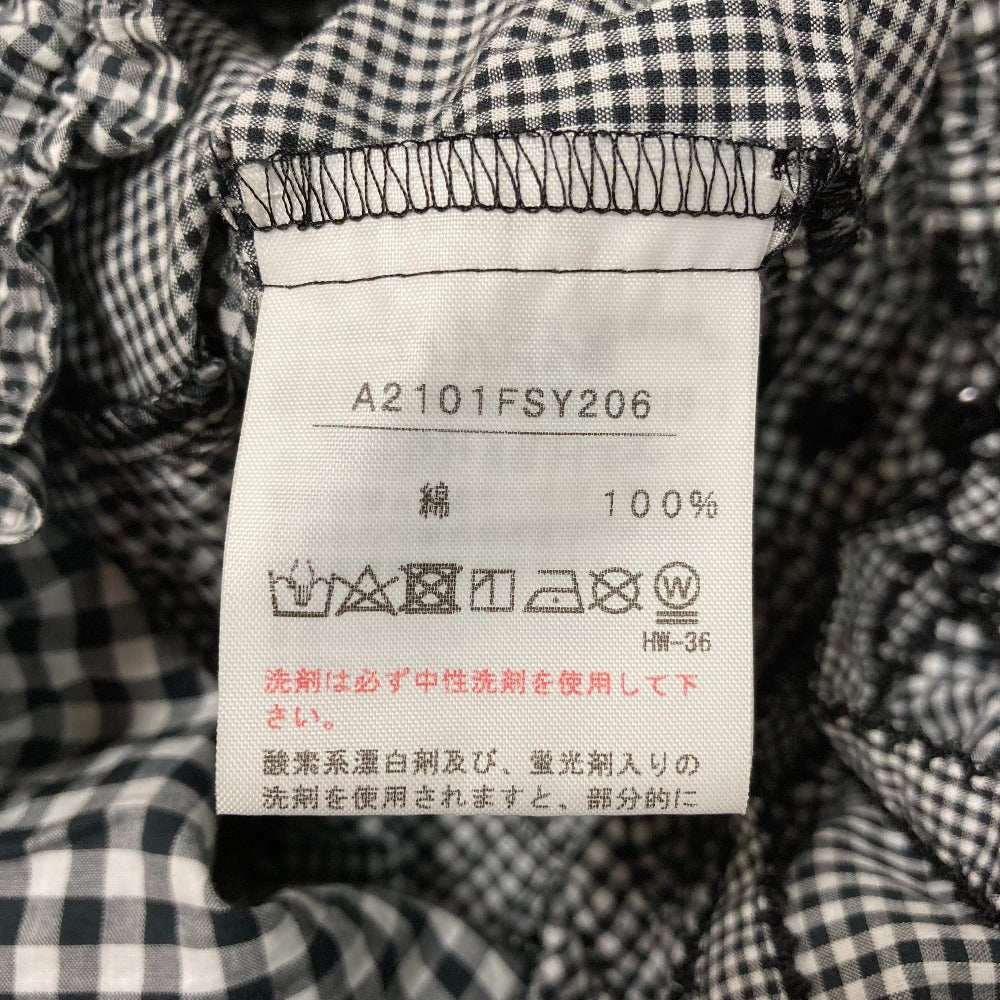 A2101FSY206
綿 100%
W
HW-36
洗剤は必ず中性洗剤を使用して下
さい。
酸素系漂白剤及び、蛍光剤入りの
洗剤を使用されますと、部分的に